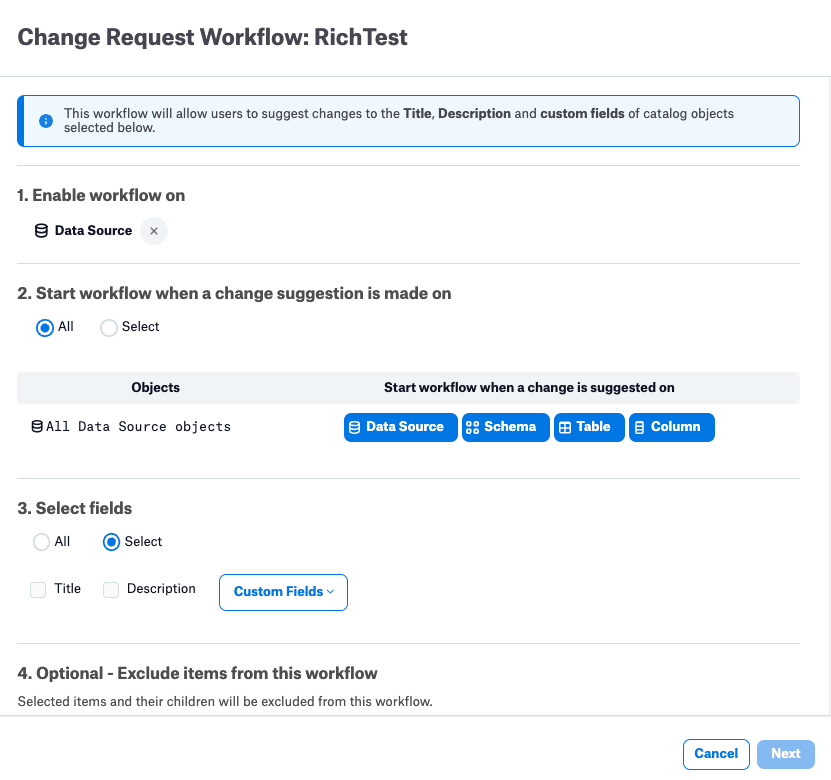 Change Request Workflow: RichTest
This workflow will allow users to suggest changes to the Title, Description and custom fields of catalog objects
selected below.
1. Enable workflow on
Data Source ×
2. Start workflow when a change suggestion is made on
All Select
Objects Start workflow when a change is suggested on
All Data Source objects Data Source Schema Table Column
3. Select fields
All Select
Title Description Custom Fields
4. Optional - Exclude items from this workflow
Selected items and their children will be excluded from this workflow.
Cancel Next